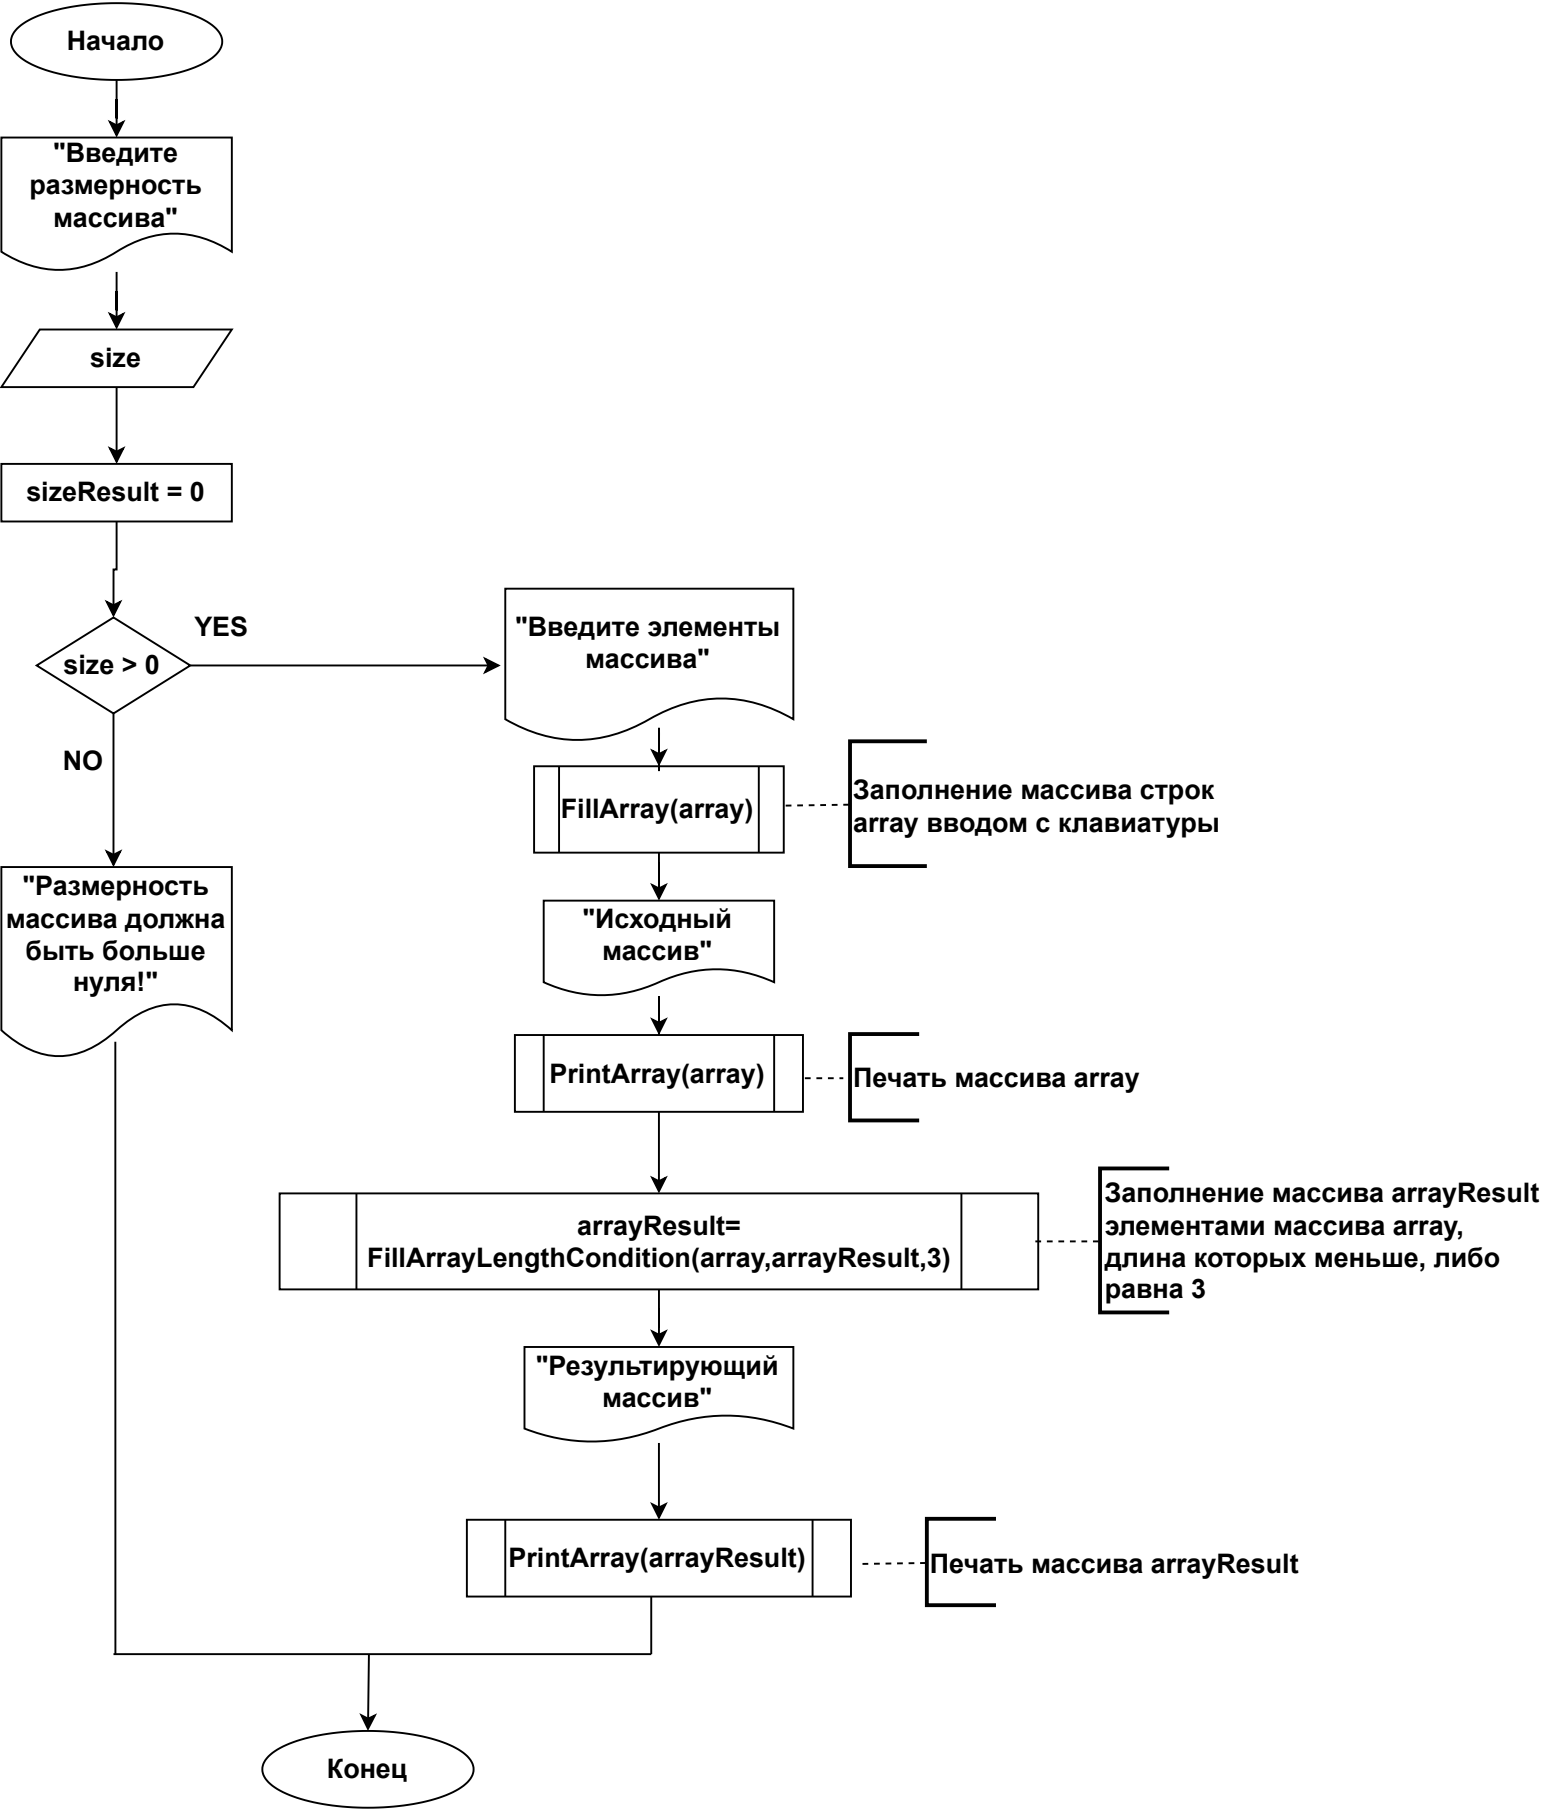 Начало
"Введите
размерность
массива"
size
sizeResult = 0
size > 0
YES
NO
"Размерность
массива должна
быть больше
нуля!"
"Введите элементы
массива"
FillArray(array)
Заполнение массива строк
array вводом с клавиатуры
"Исходный
массив"
PrintArray(array)
Печать массива array
arrayResult=
FillArrayLengthCondition(array,arrayResult,3)
Заполнение массива arrayResult
элементами массива array,
длина которых меньше, либо
равна 3
"Результирующий
массив"
PrintArray(arrayResult)
Печать массива arrayResult
Конец